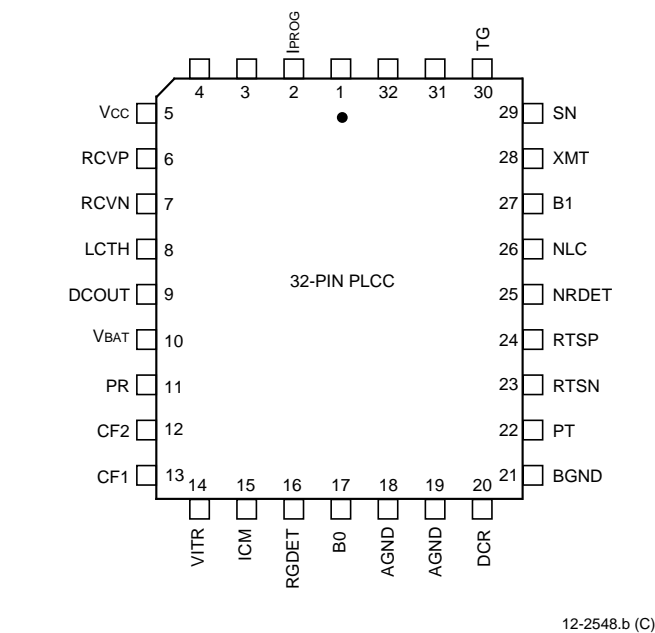 IPROG
TG
4 3 2 1 32 31 30
VCC 5 29 SN
RCVP 6 28 XMT
RCVN 7 27 B1
LCTH 8 26 NLC
32-PIN PLCC
DCOUT 9 25 NRDET
VBAT 10 24 RTSP
PR 11 23 RTSN
CF2 12 22 PT
CF1 13 21 BGND
14 15 16 17 18 19 20
VITR
ICM
RGDET
B0
AGND
AGND
DCR
12-2548.b (C)